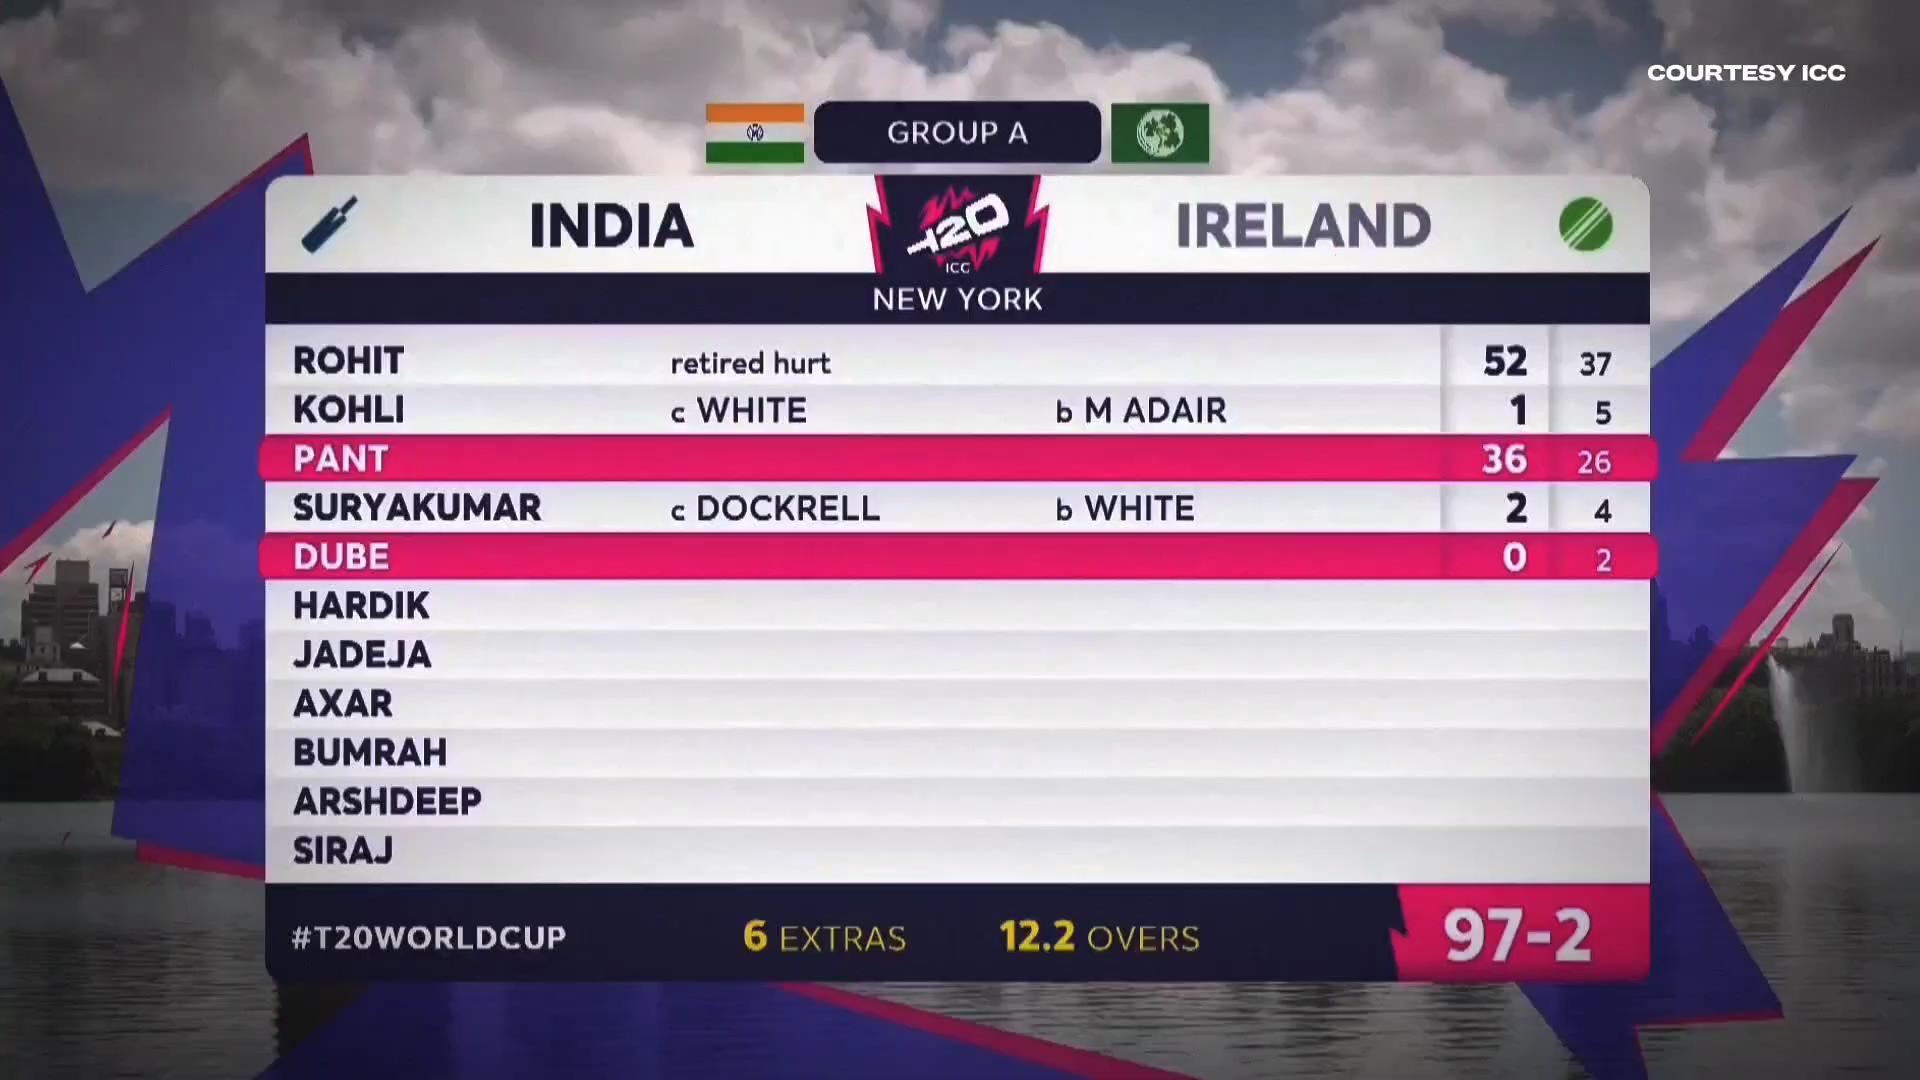 COURTESY ICC
GROUP A
INDIA T20 IRELAND
ICC
NEW YORK
ROHIT retired hurt 52 37
KOHLI c WHITE b M ADAIR 1 5
PANT 36 26
SURYAKUMAR c DOCKRELL b WHITE 2 4
DUBE 0 2
HARDIK
JADEJA
AXAR
BUMRAH
ARSHDEEP
SIRAJ
#T20WORLDCUP 6 EXTRAS 12.2 OVERS 97-2